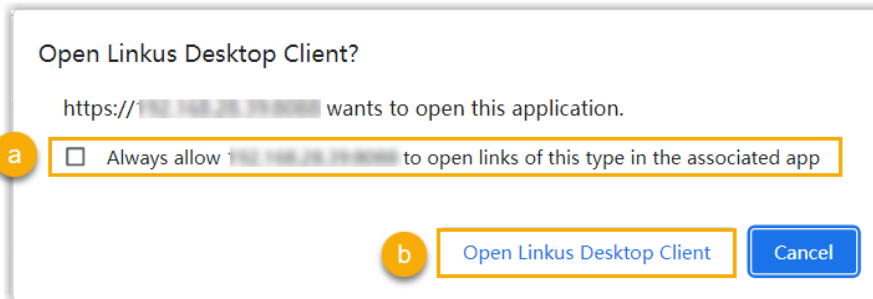 Open Linkus Desktop Client?
https:// wants to open this application.
a
Always allow to open links of this type in the associated app
b
Open Linkus Desktop Client
Cancel